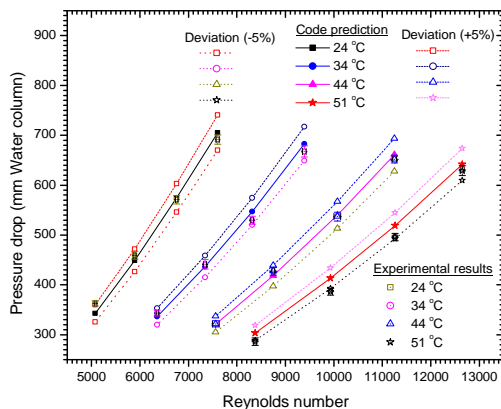 Deviation (-5%)
Code prediction
24 °C
34 °C
44 °C
51 °C
Deviation (+5%)
Pressure drop (mm Water column)
900
800
700
600
500
400
300
Experimental results
24 °C
34 °C
44 °C
51 °C
5000 6000 7000 8000 9000 10000 11000 12000 13000
Reynolds number